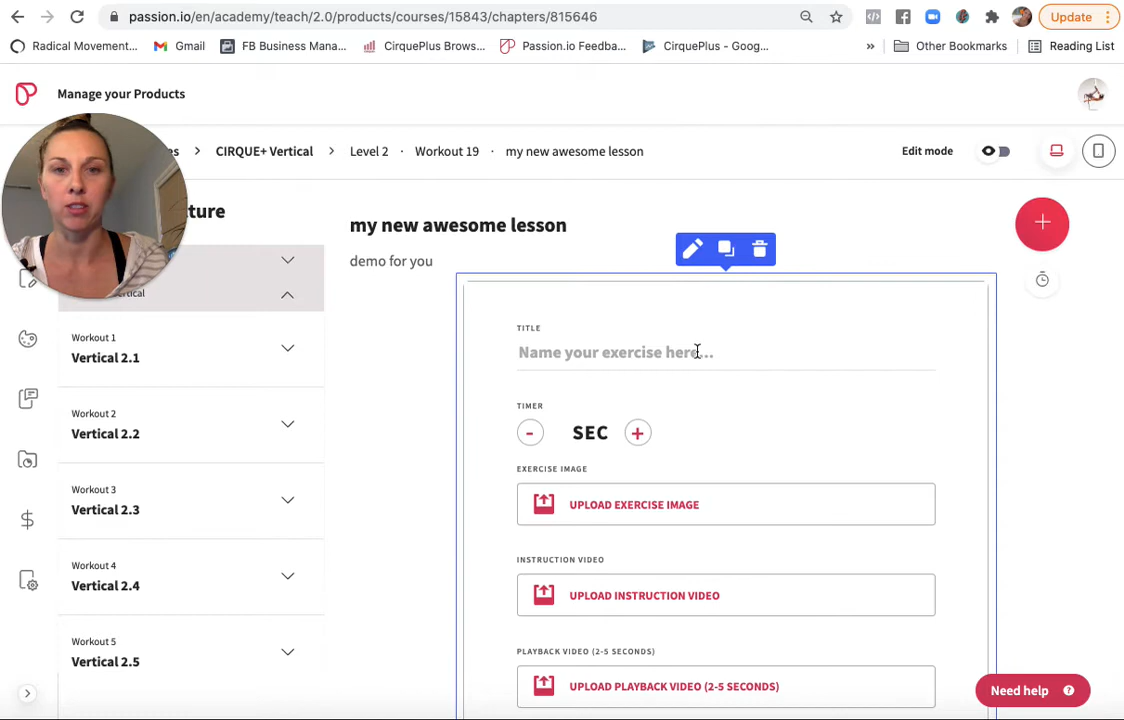 passion.io/en/academy/teach/2.0/products/courses/15843/chapters/815646
Update
Radical Movement...
Gmail
FB Business Mana...
CirquePlus Brows...
Passion.io Feedba...
CirquePlus - Goog...
»
Other Bookmarks
Reading List
Manage your Products
es > CIRQUE+ Vertical > Level 2 · Workout 19 · my new awesome lesson
Edit mode
ture
my new awesome lesson
demo for you
ertical
Workout 1
Vertical 2.1
Workout 2
Vertical 2.2
Workout 3
Vertical 2.3
Workout 4
Vertical 2.4
Workout 5
Vertical 2.5
TITLE
Name your exercise here...
TIMER
- SEC +
EXERCISE IMAGE
UPLOAD EXERCISE IMAGE
INSTRUCTION VIDEO
UPLOAD INSTRUCTION VIDEO
PLAYBACK VIDEO (2-5 SECONDS)
UPLOAD PLAYBACK VIDEO (2-5 SECONDS)
Need help ?